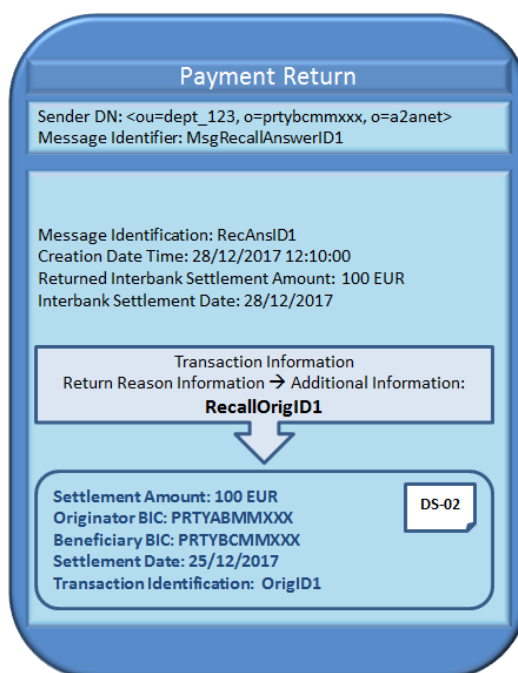 Payment Return
Sender DN: <ou=dept_123, o=prtybcmmxxx, o=a2anet>
Message Identifier: MsgRecallAnswerID1
Message Identification: RecAnsID1
Creation Date Time: 28/12/2017 12:10:00
Returned Interbank Settlement Amount: 100 EUR
Interbank Settlement Date: 28/12/2017
Transaction Information
Return Reason Information → Additional Information:
RecallOrigID1
Settlement Amount: 100 EUR
Originator BIC: PRTYABMMXXX
Beneficiary BIC: PRTYBCMMXXX
Settlement Date: 25/12/2017
Transaction Identification: OrigID1
DS-02